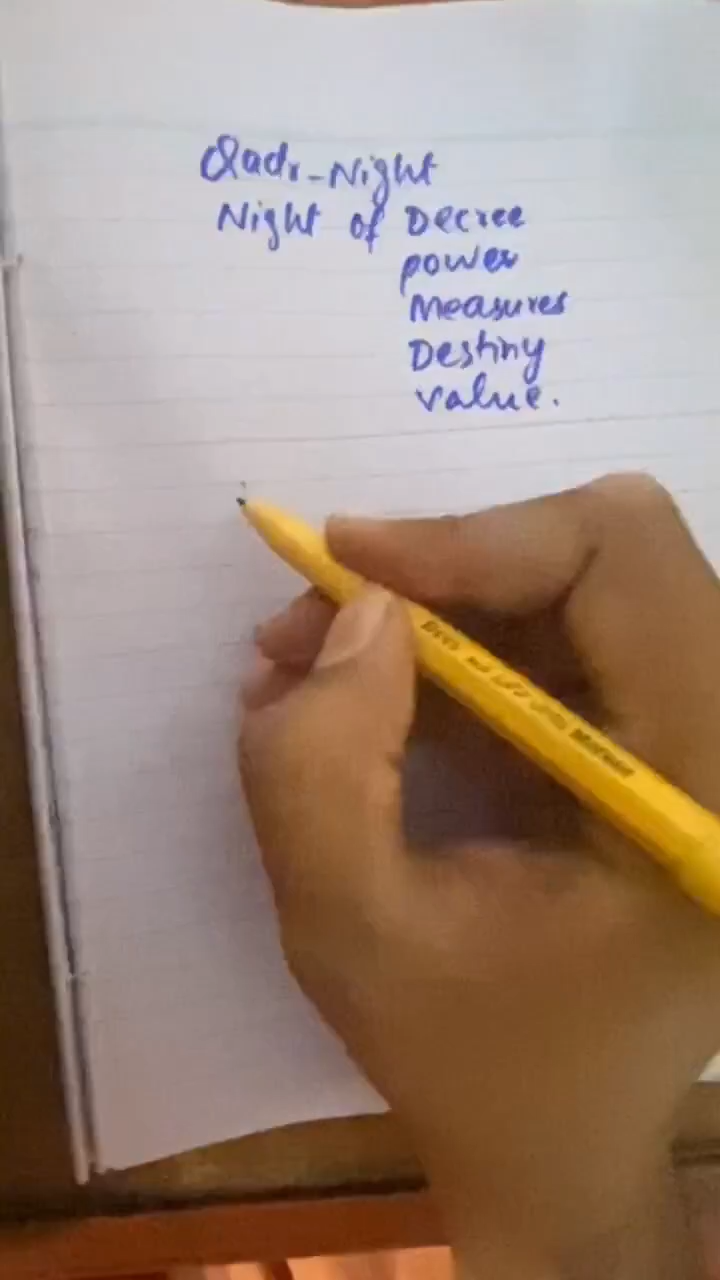 Qadr-Night
Night of Decree
power
Measures
Destiny
value.